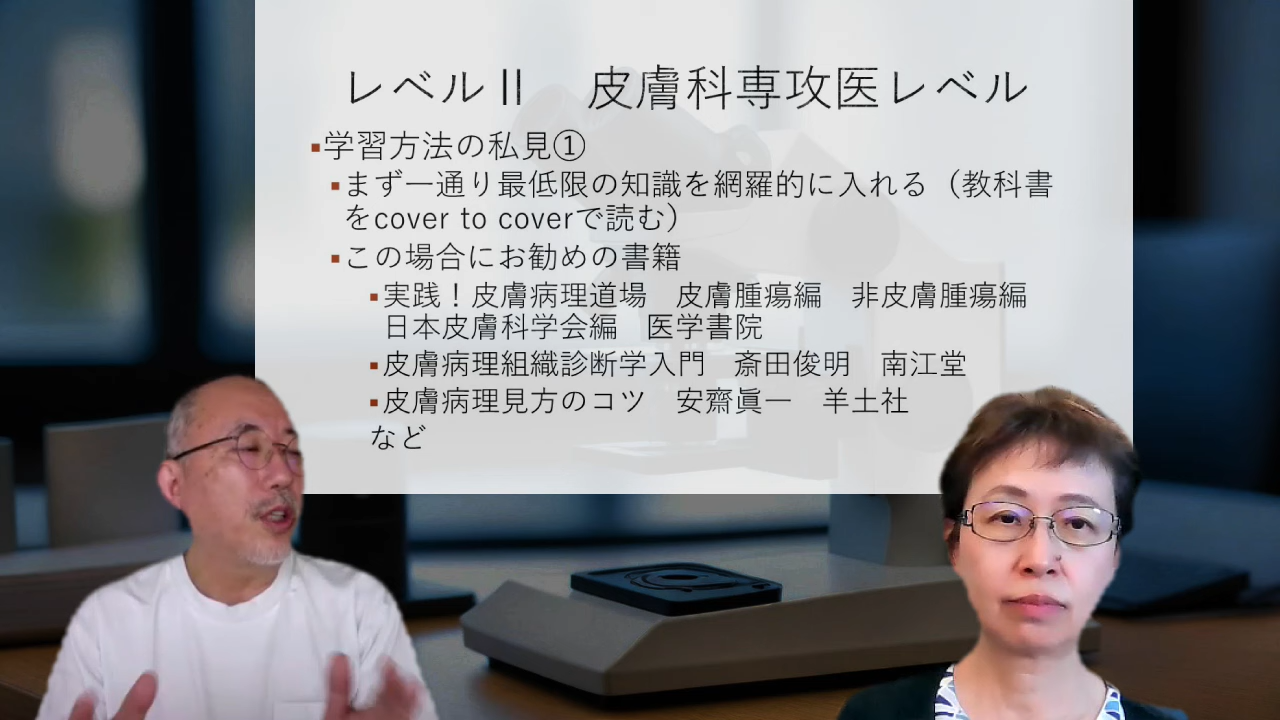 レベルⅡ　皮膚科専攻医レベル
▪学習方法の私見①
▪まず一通り最低限の知識を網羅的に入れる（教科書
をcover to coverで読む）
▪この場合にお勧めの書籍
▪実践！皮膚病理道場　皮膚腫瘍編　非皮膚腫瘍編
日本皮膚科学会編　医学書院
▪皮膚病理組織診断学入門　斎田俊明　南江堂
▪皮膚病理見方のコツ　安齋眞一　羊土社
など